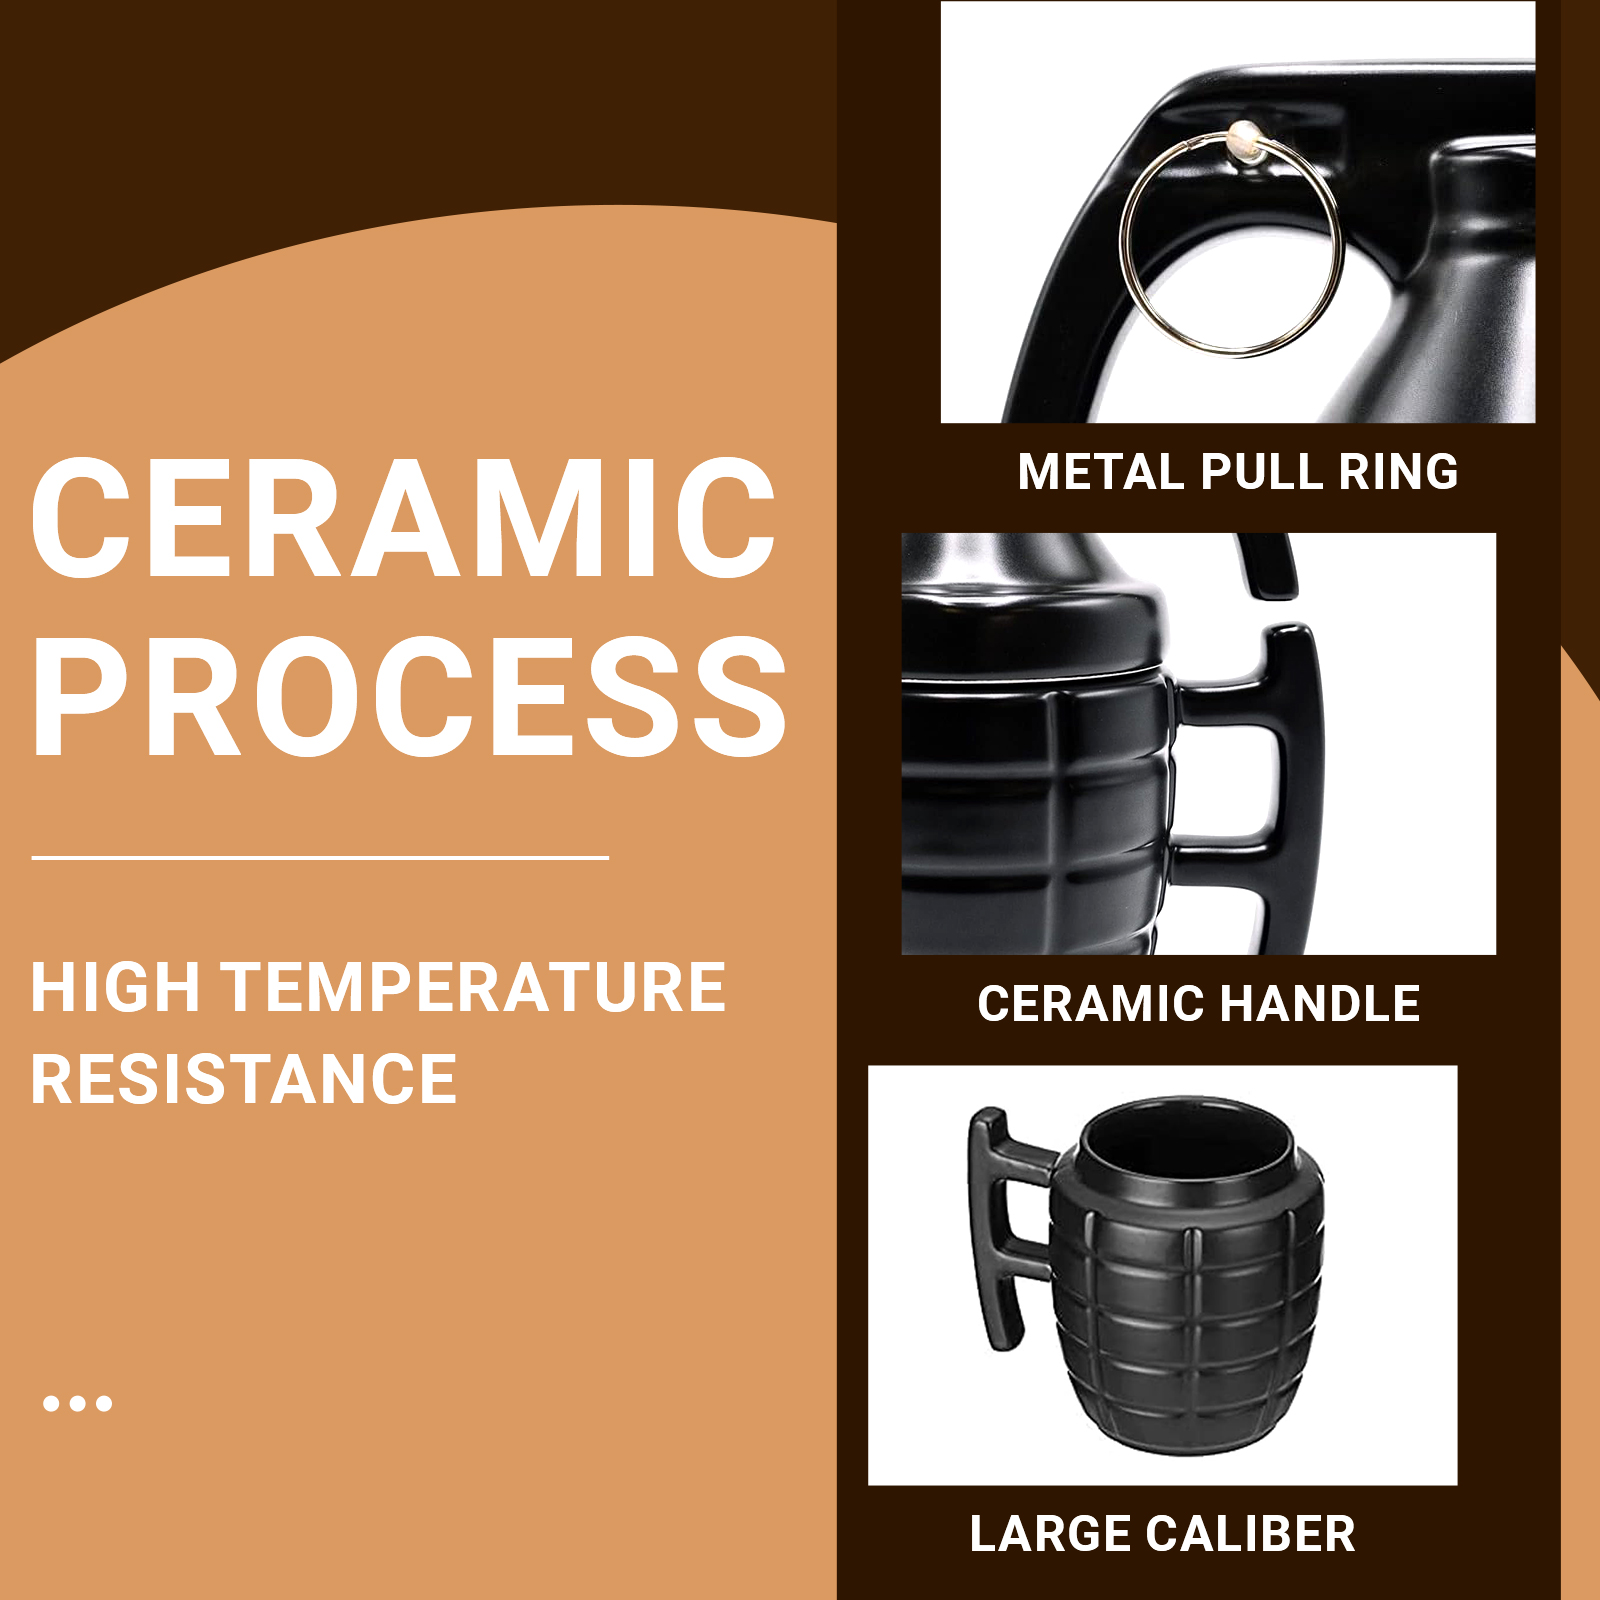 CERAMIC
PROCESS
HIGH TEMPERATURE
RESISTANCE
METAL PULL RING
CERAMIC HANDLE
LARGE CALIBER